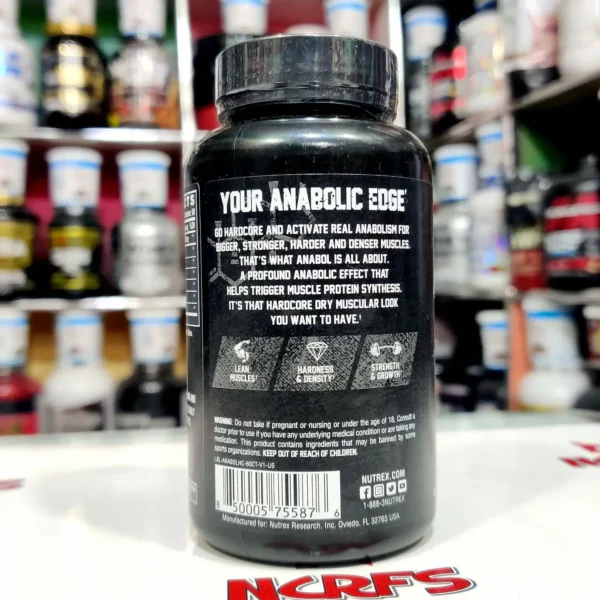 YOUR ANABOLIC EDGE†
GO HARDCORE AND ACTIVATE REAL ANABOLISM FOR
BIGGER, STRONGER, HARDER AND DENSER MUSCLES.
THAT'S WHAT ANABOL IS ALL ABOUT.
A PROFOUND ANABOLIC EFFECT THAT
HELPS TRIGGER MUSCLE PROTEIN SYNTHESIS.
IT'S THAT HARDCORE DRY MUSCULAR LOOK
YOU WANT TO HAVE.†
LEAN
MUSCLES†
HARDNESS
& DENSITY†
STRENGTH
& GROWTH†
WARNING: Do not take if pregnant or nursing or under the age of 18. Consult a
doctor prior to use if you have any underlying medical condition or are taking any
medication. This product contains ingredients that may be banned by some
sports organizations. KEEP OUT OF REACH OF CHILDREN.
LBL-ANABOLHC-60CT-V1-US
8 50005 75587 6
NUTREX.COM
1-888-3NUTREX
Manufactured for: Nutrex Research, Inc. Oviedo, FL 32765 USA
NCRFS